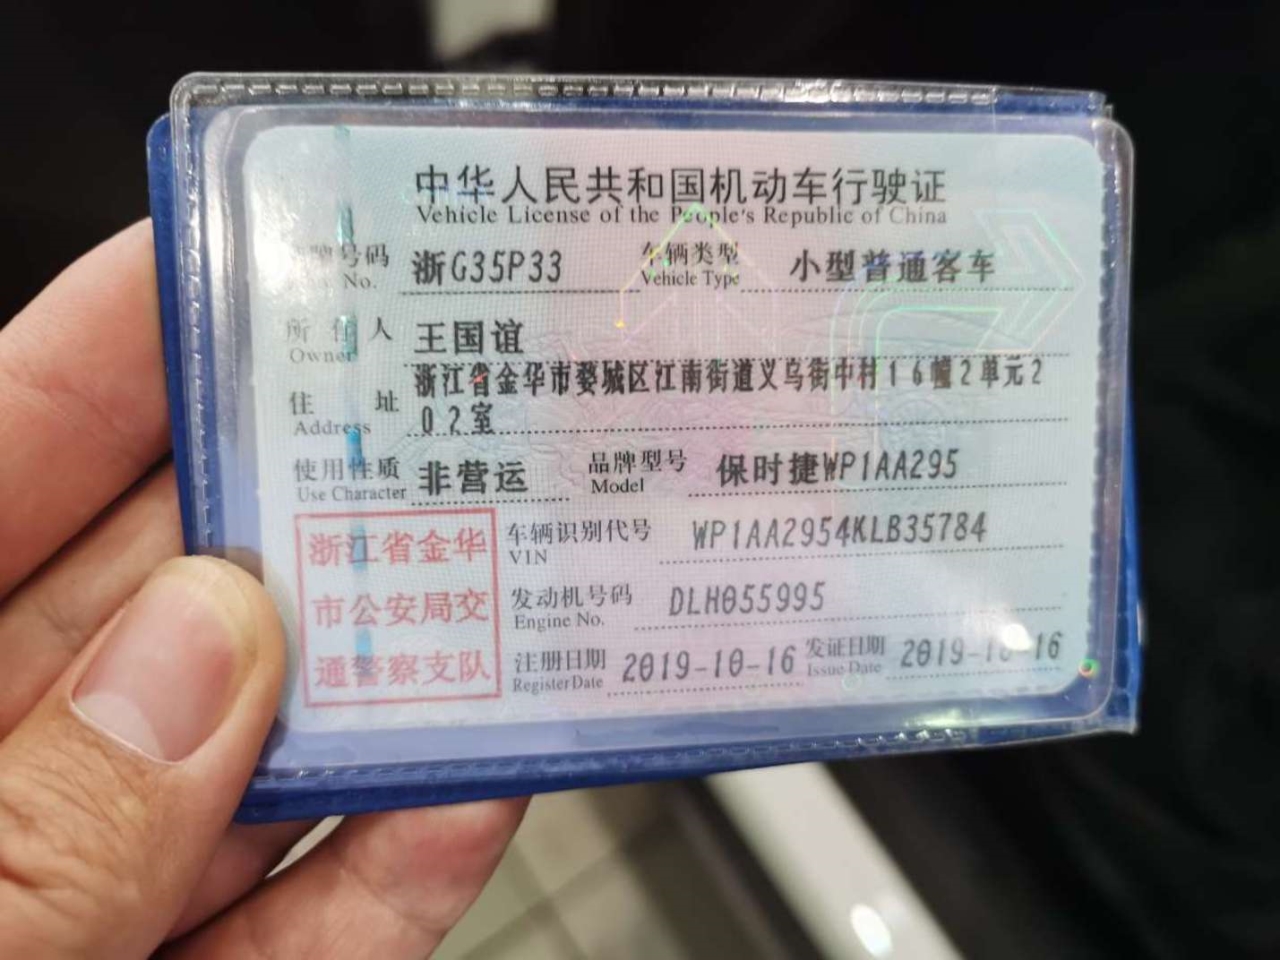 中华人民共和国机动车行驶证
Vehicle License of the People's Republic of China
号码 浙G35P33 车辆类型 小型普通客车
No. Vehicle Type
所有人 王国谊
Owner
浙江省金华市婺城区江南街道义乌街中村16幢2单元2
住址 02室
Address
使用性质 非营运 品牌型号 保时捷WP1AA295
Use Character Model
浙江省金华
市公安局交
通警察支队
车辆识别代号 WP1AA2954KLB35784
VIN
发动机号码 DLH055995
Engine No.
注册日期 2019-10-16 发证日期 2019-10-16
Register Date Issue Date